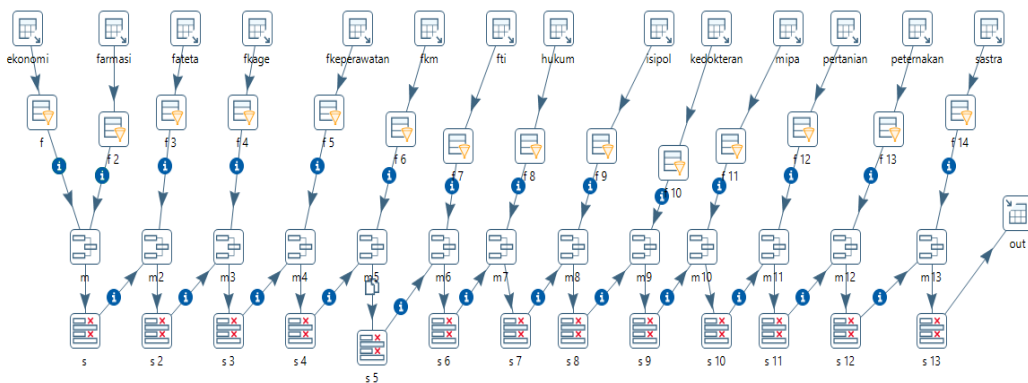 ekonomi farmasi fateta fkage fkeperawatan fkm fti hukum isipol kedokteran mipa pertanian peternakan sastra
f f 2 f 3 f 4 f 5 f 6 f 7 f 8 f 9 f 10 f 11 f 12 f 13 f 14
out
m m2 m3 m4 m5 m6 m7 m8 m9 m10 m11 m12 m13
s s 2 s 3 s 4 s 5 s 6 s 7 s 8 s 9 s 10 s 11 s 12 s 13